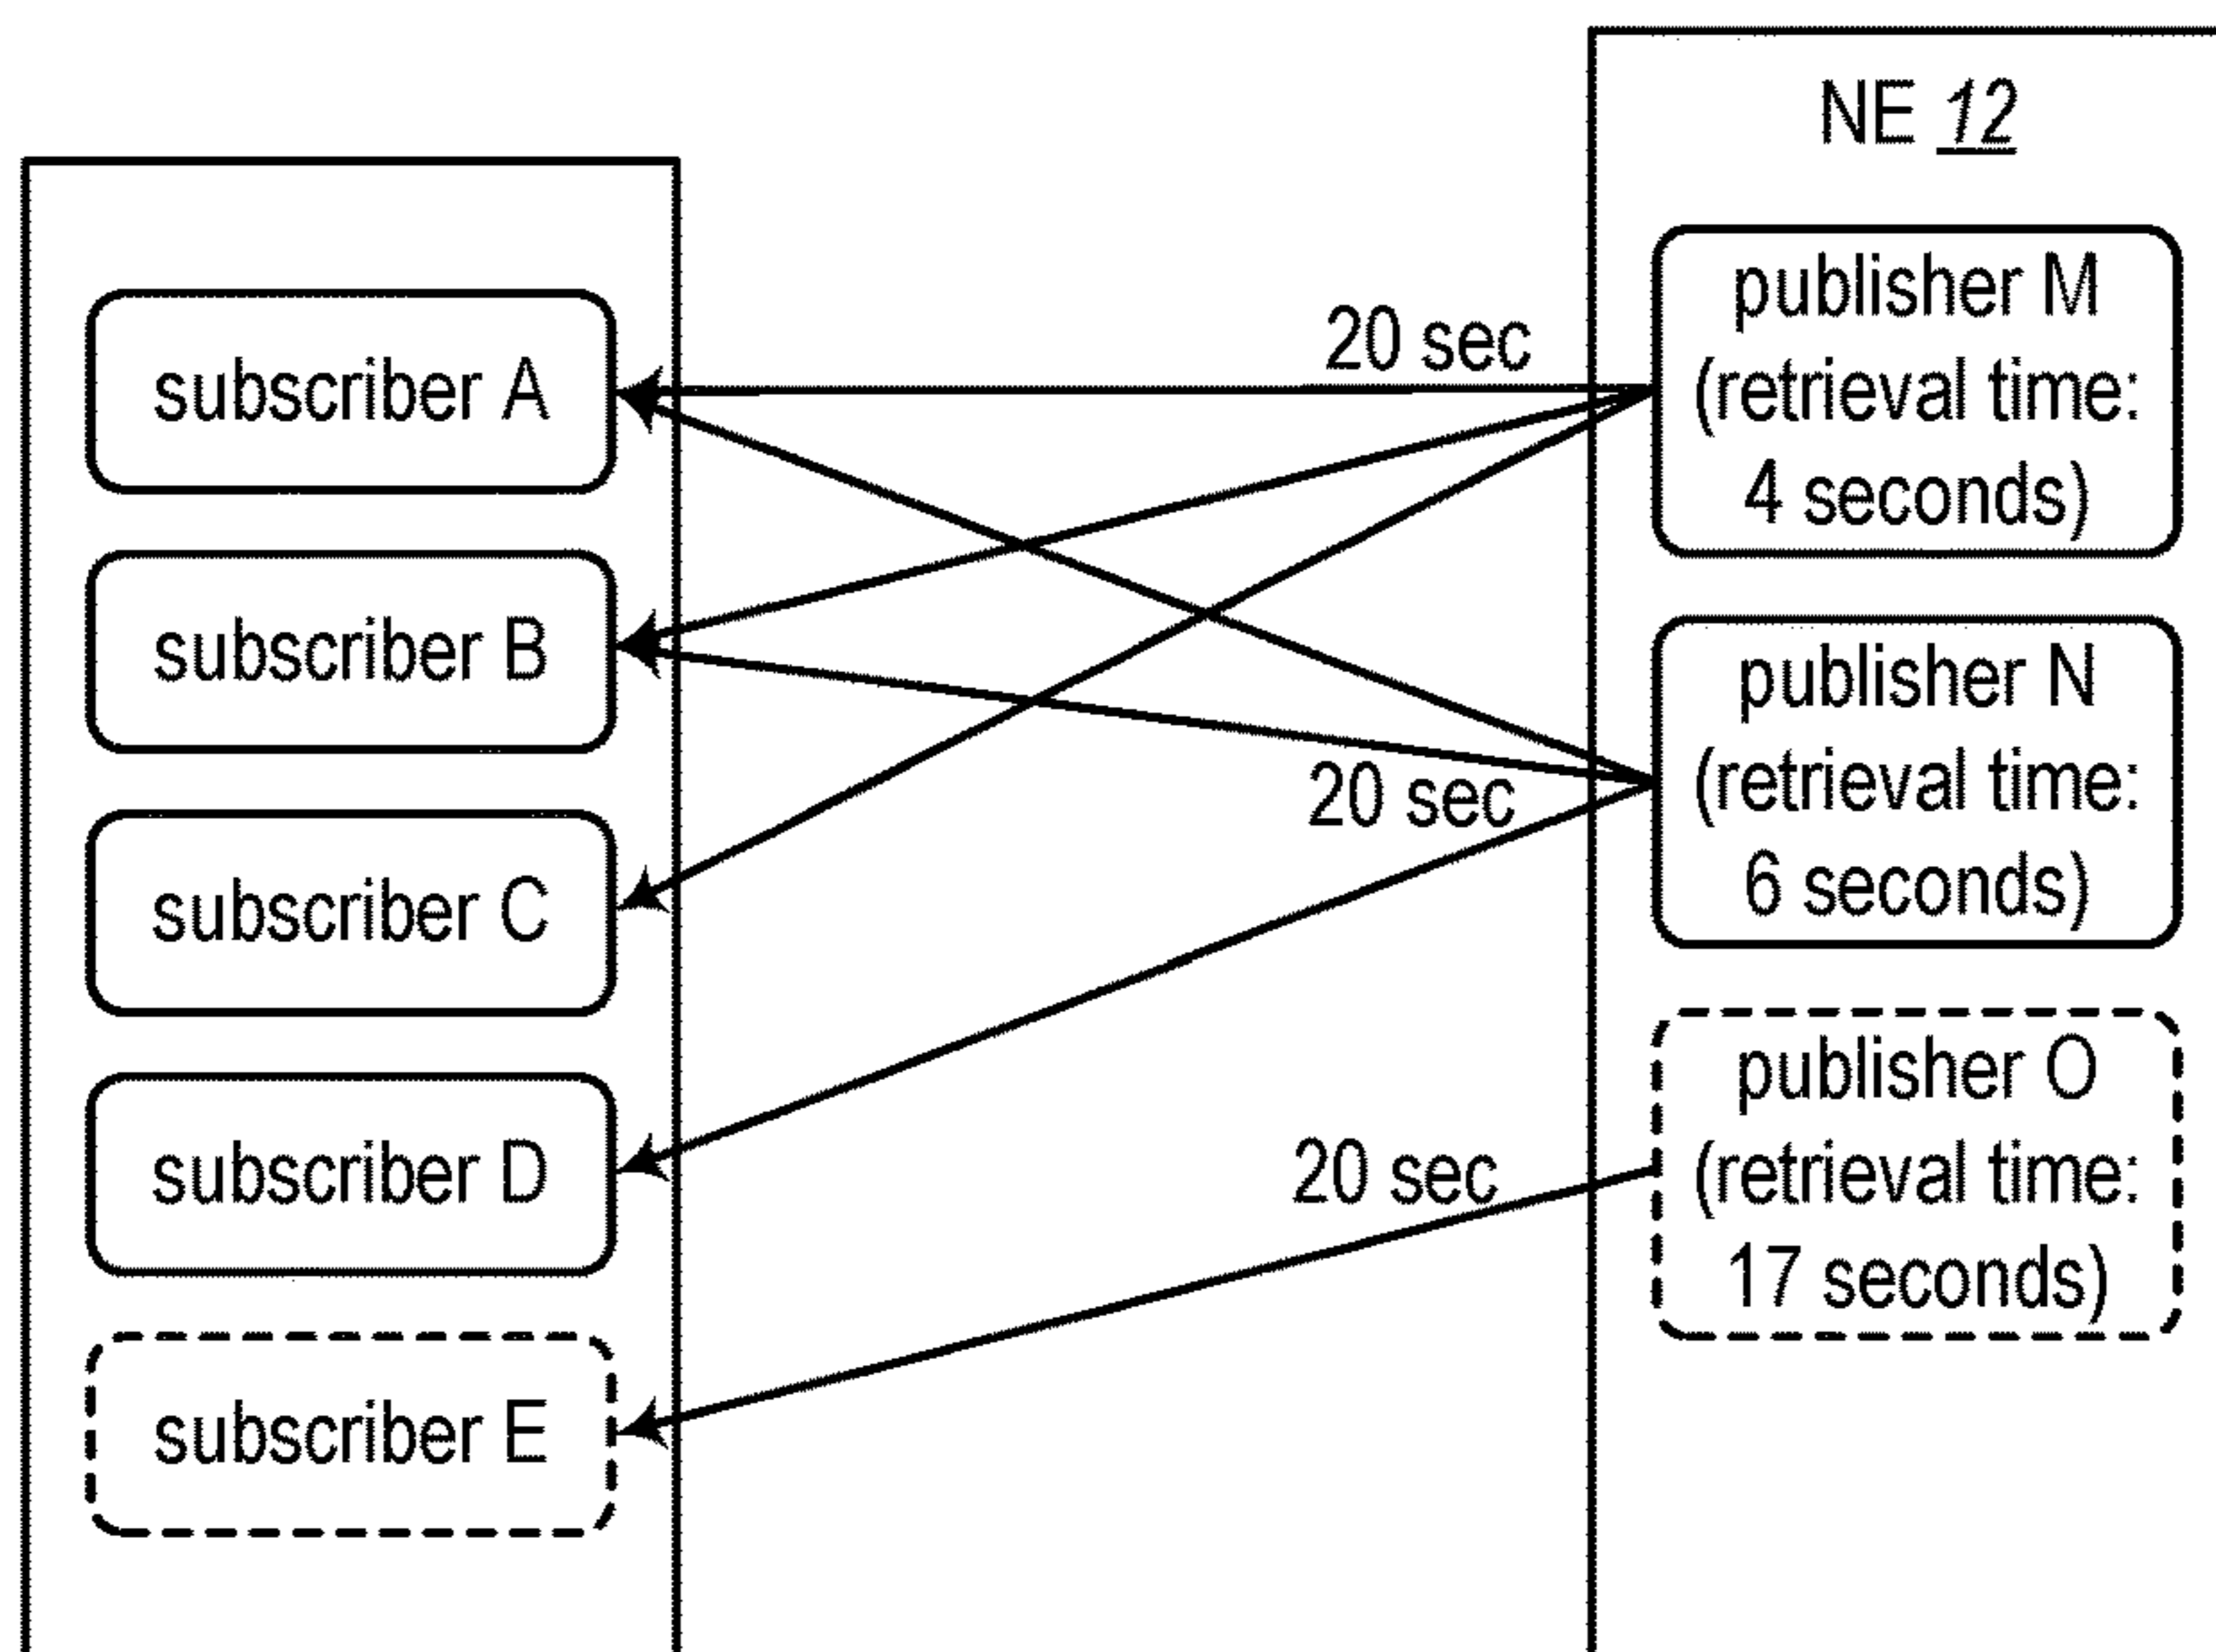 NE 12
subscriber A
subscriber B
subscriber C
subscriber D
subscriber E
20 sec
20 sec
20 sec
publisher M
(retrieval time:
4 seconds)
publisher N
(retrieval time:
6 seconds)
publisher O
(retrieval time:
17 seconds)